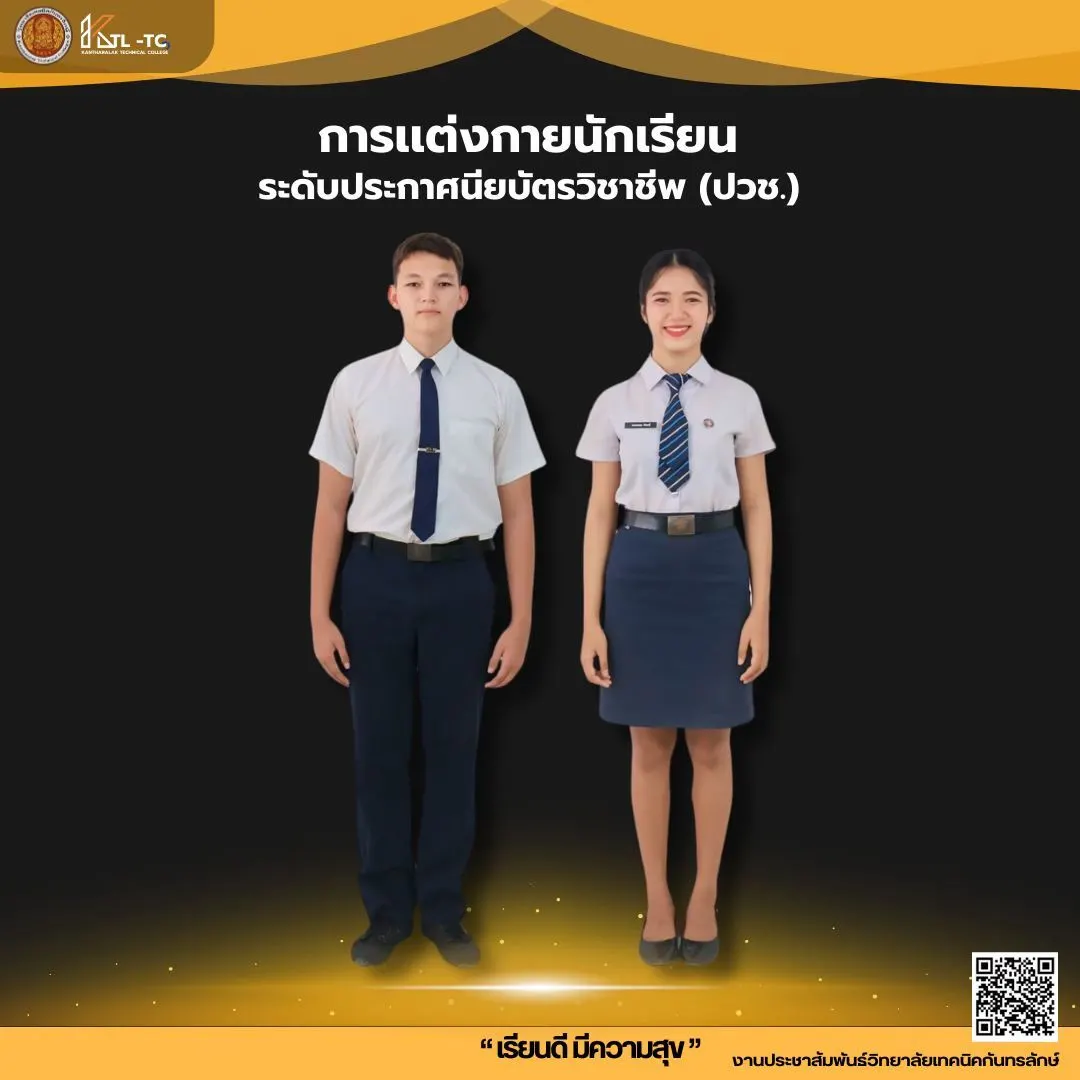 KTL -TC
KANTHARALAK TECHNICAL COLLEGE
การแต่งกายนักเรียน
ระดับประกาศนียบัตรวิชาชีพ (ปวช.)
“ เรียนดี มีความสุข ”
งานประชาสัมพันธ์วิทยาลัยเทคนิคกันทรลักษ์